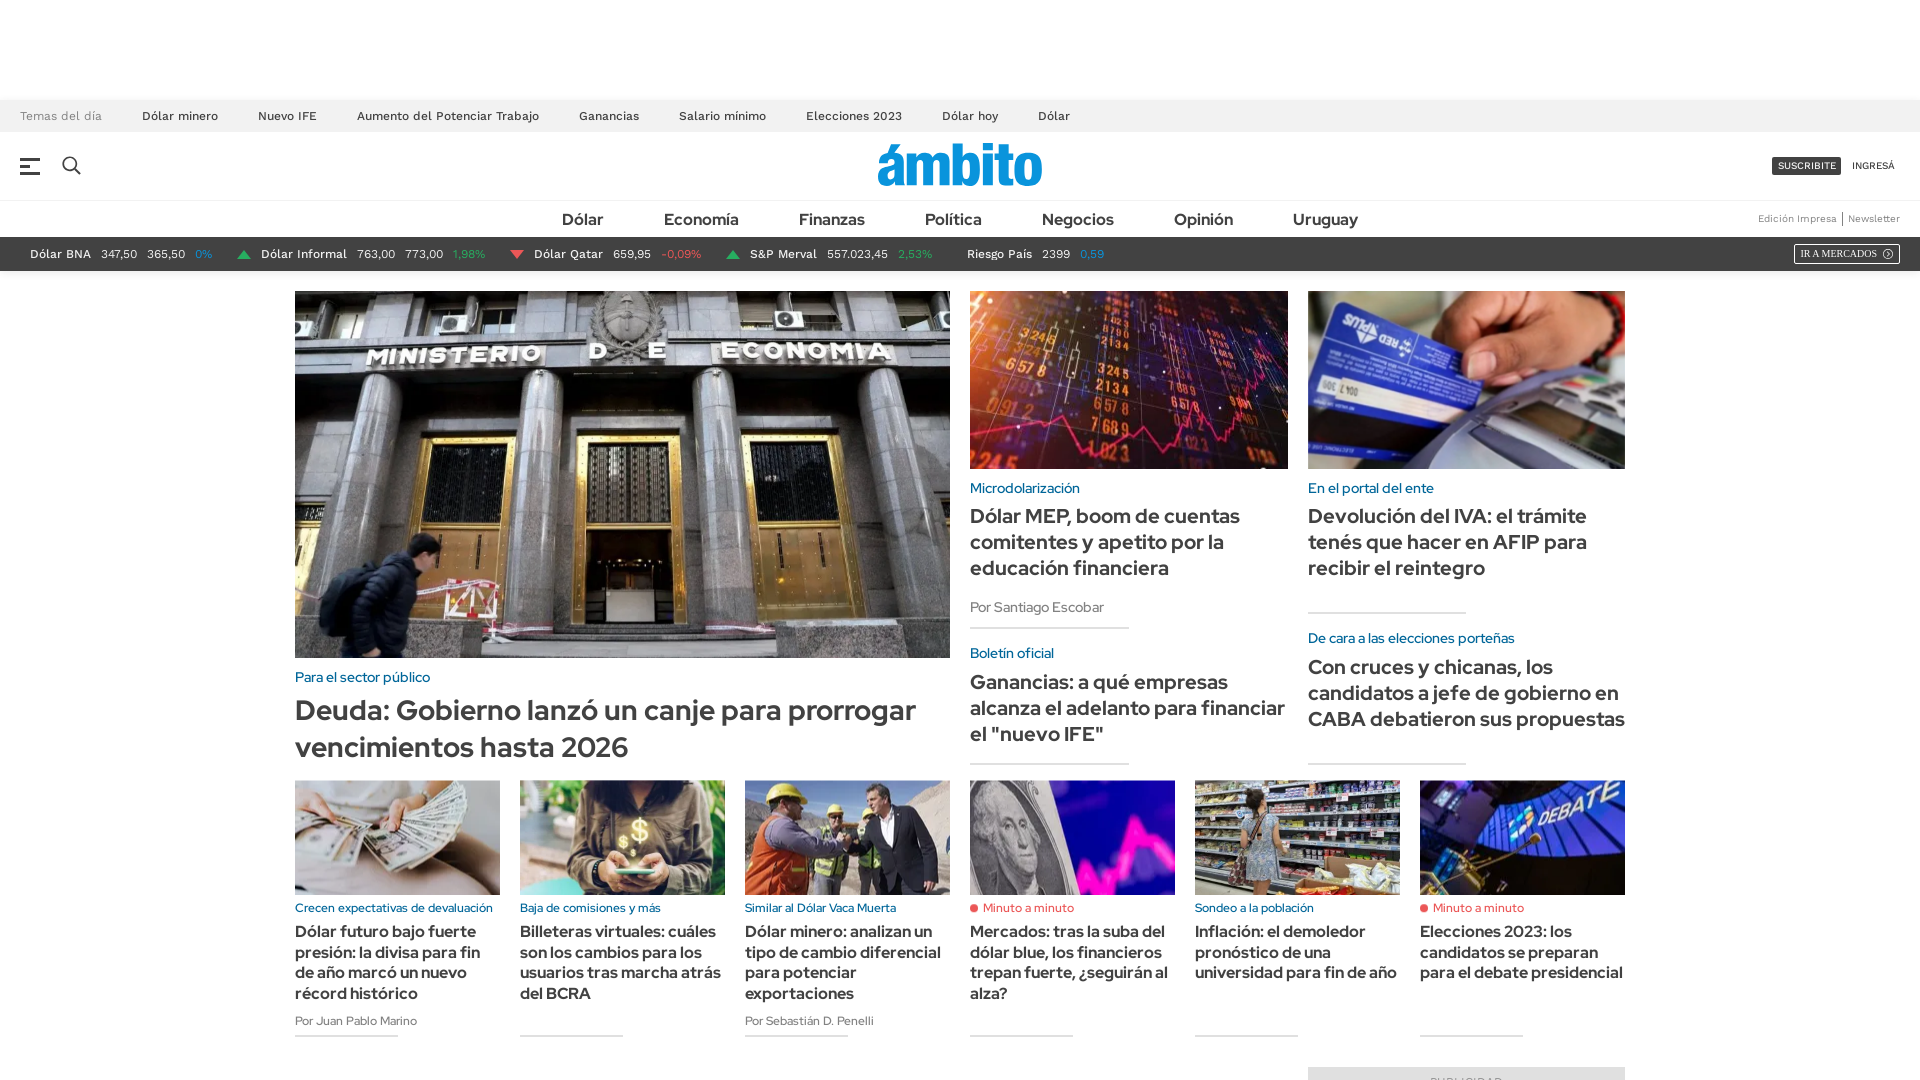 Temas del día Dólar minero Nuevo IFE Aumento del Potenciar Trabajo Ganancias Salario mínimo Elecciones 2023 Dólar hoy Dólar
ámbito
SUSCRIBITE INGRESÁ
Dólar Economía Finanzas Política Negocios Opinión Uruguay
Edición Impresa Newsletter
Dólar BNA 347,50 365,50 0% Dólar Informal 763,00 773,00 1,98% Dólar Qatar 659,95 -0,09% S&P Merval 557.023,45 2,53% Riesgo País 2399 0,59 IR A MERCADOS
MINISTERIO DE ECONOMIA
Para el sector público
Deuda: Gobierno lanzó un canje para prorrogar
vencimientos hasta 2026
Microdolarización
Dólar MEP, boom de cuentas
comitentes y apetito por la
educación financiera
Por Santiago Escobar
Boletín oficial
Ganancias: a qué empresas
alcanza el adelanto para financiar
el "nuevo IFE"
RED
PLUS
En el portal del ente
Devolución del IVA: el trámite
tenés que hacer en AFIP para
recibir el reintegro
De cara a las elecciones porteñas
Con cruces y chicanas, los
candidatos a jefe de gobierno en
CABA debatieron sus propuestas
Crecen expectativas de devaluación
Dólar futuro bajo fuerte
presión: la divisa para fin
de año marcó un nuevo
récord histórico
Por Juan Pablo Marino
Baja de comisiones y más
Billeteras virtuales: cuáles
son los cambios para los
usuarios tras marcha atrás
del BCRA
Similar al Dólar Vaca Muerta
Dólar minero: analizan un
tipo de cambio diferencial
para potenciar
exportaciones
Por Sebastián D. Penelli
Minuto a minuto
Mercados: tras la suba del
dólar blue, los financieros
trepan fuerte, ¿seguirán al
alza?
Sondeo a la población
Inflación: el demoledor
pronóstico de una
universidad para fin de año
DEBATE
Minuto a minuto
Elecciones 2023: los
candidatos se preparan
para el debate presidencial
PUBLICIDAD